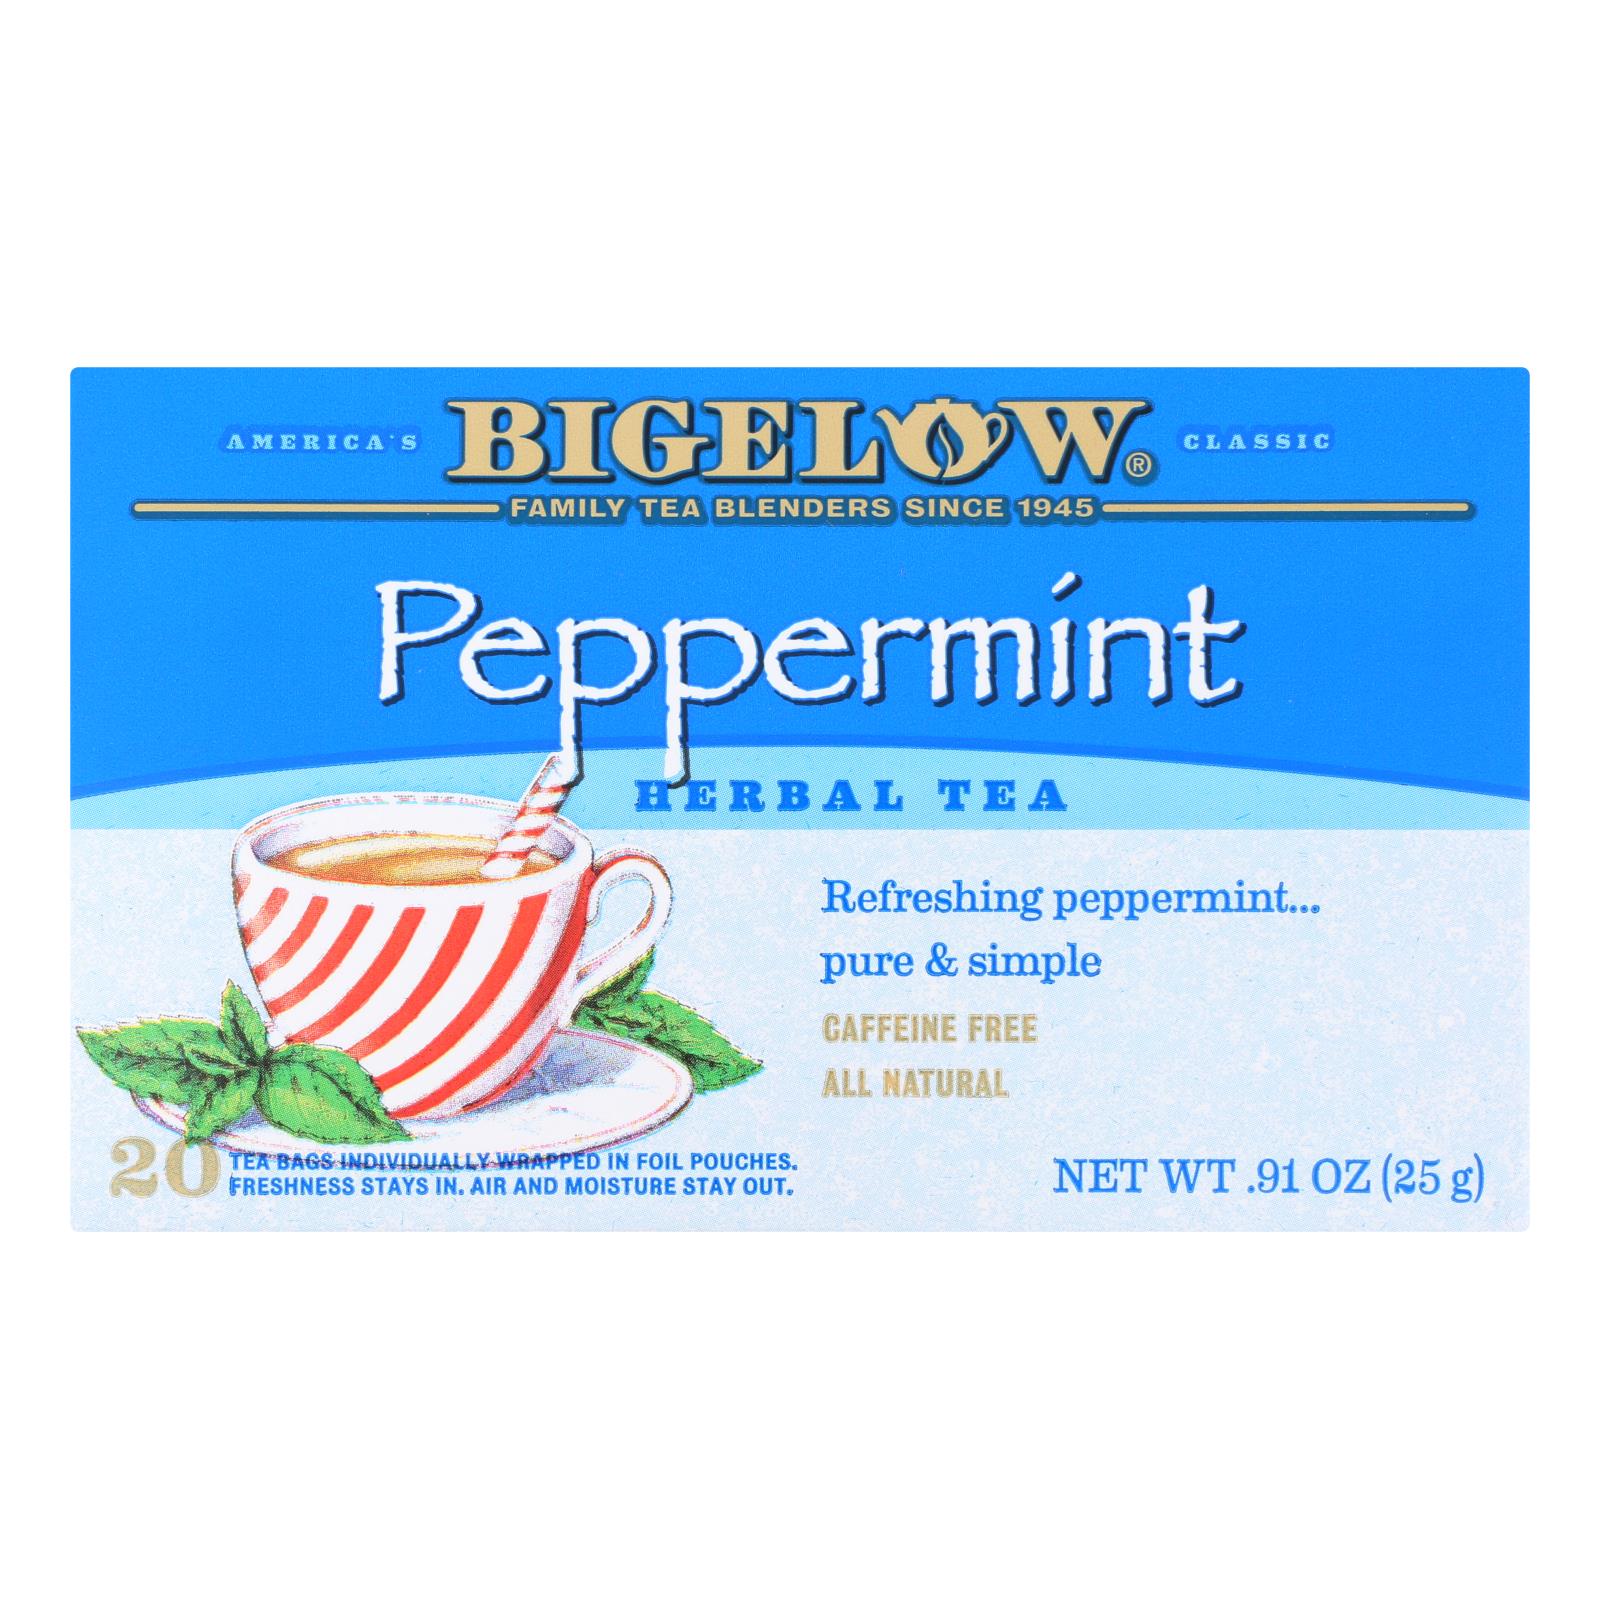 AMERICA'S BIGELOW® CLASSIC
FAMILY TEA BLENDERS SINCE 1945
Peppermint
HERBAL TEA
Refreshing peppermint...
pure & simple
CAFFEINE FREE
ALL NATURAL
20 TEA BAGS INDIVIDUALLY WRAPPED IN FOIL POUCHES.
FRESHNESS STAYS IN. AIR AND MOISTURE STAY OUT.
NET WT .91 OZ (25 g)